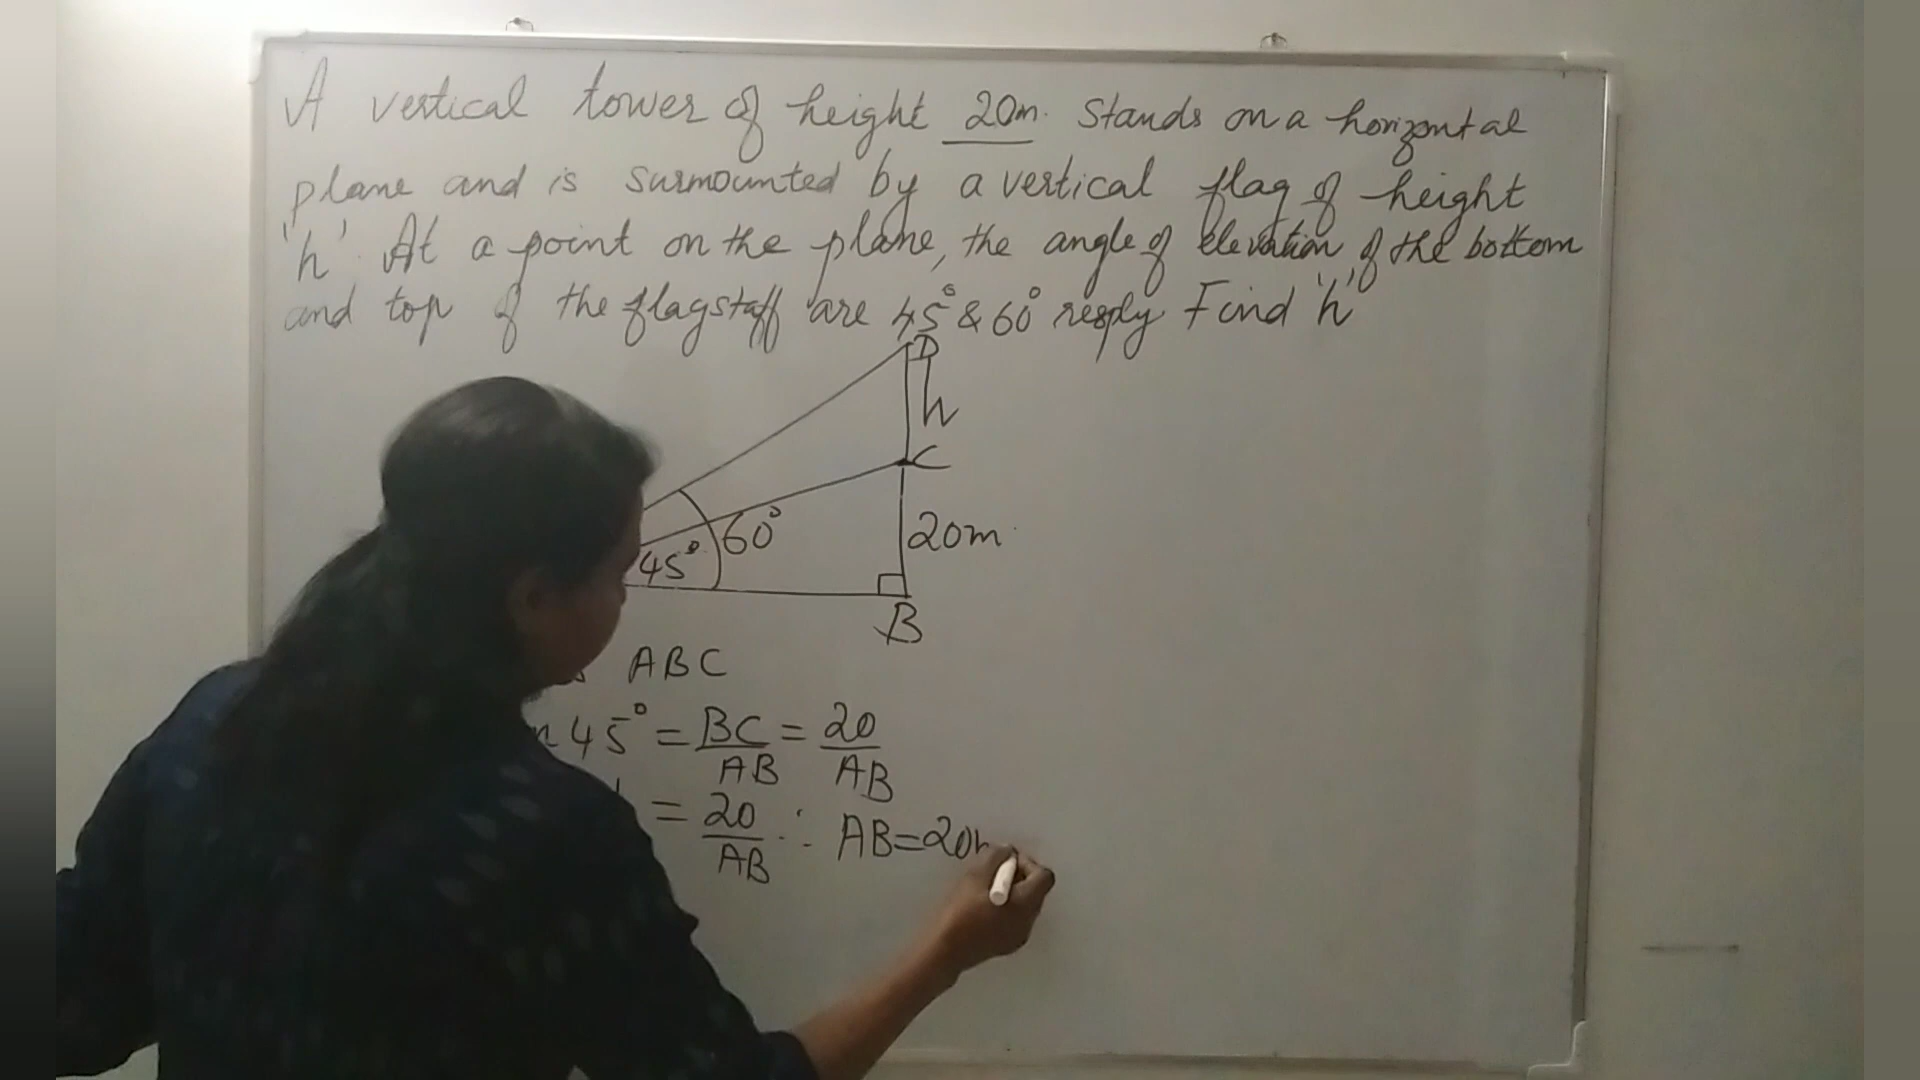 A vertical tower of height 20m. Stands on a horizontal
plane and is surmounted by a vertical flag of height
'h'. At a point on the plane, the angle of elevation of the bottom
and top of the flagstaff are 45° & 60° resply. Find 'h'
D
h
C
60°
20m.
45°
B
ABC
45° = BC/AB = 20/AB
= 20/AB ∴ AB = 20m